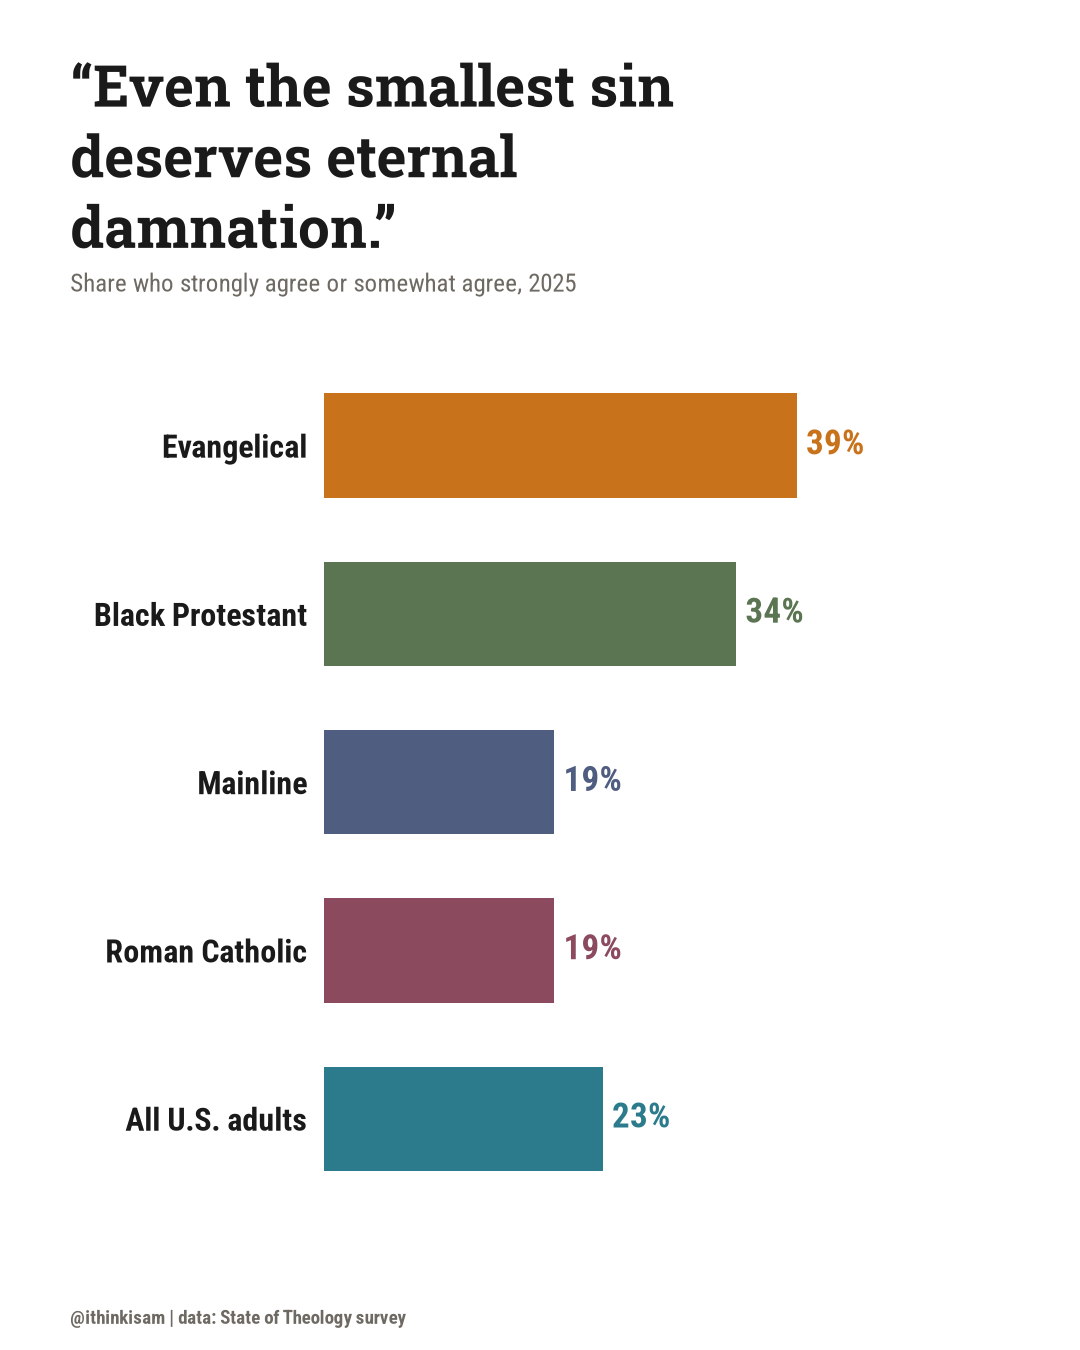 “Even the smallest sin
deserves eternal
damnation.”
Share who strongly agree or somewhat agree, 2025
Evangelical 39%
Black Protestant 34%
Mainline 19%
Roman Catholic 19%
All U.S. adults 23%
@ithinkisam | data: State of Theology survey